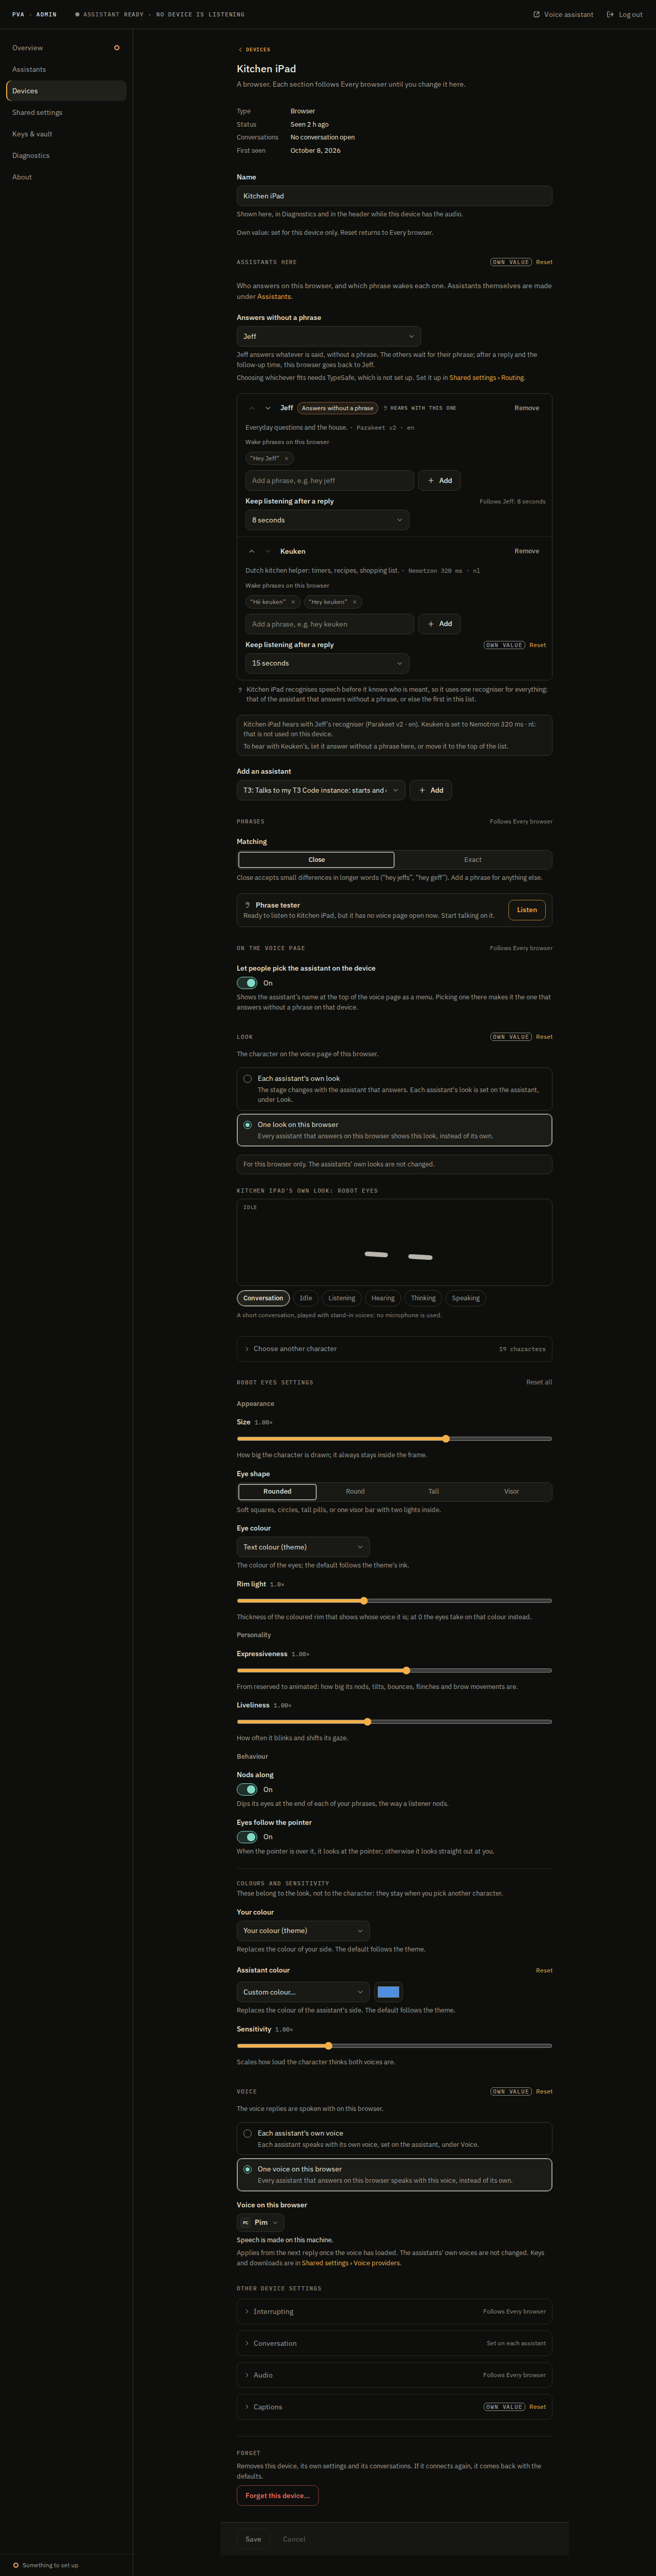 PVA · ADMIN
ASSISTANT READY · NO DEVICE IS LISTENING
Voice assistant
Log out
Overview
Assistants
Devices
Shared settings
Keys & vault
Diagnostics
About
DEVICES
Kitchen iPad
A browser. Each section follows Every browser until you change it here.
Type Browser
Status Seen 2 h ago
Conversations No conversation open
First seen October 8, 2026
Name
Kitchen iPad
Shown here, in Diagnostics and in the header while this device has the audio.
Own value: set for this device only. Reset returns to Every browser.
ASSISTANTS HERE OWN VALUE Reset
Who answers on this browser, and which phrase wakes each one. Assistants themselves are made
under Assistants.
Answers without a phrase
Jeff
Jeff answers whatever is said, without a phrase. The others wait for their phrase; after a reply and the
follow-up time, this browser goes back to Jeff.
Choosing whichever fits needs TypeSafe, which is not set up. Set it up in Shared settings › Routing.
Jeff Answers without a phrase HEARS WITH THIS ONE Remove
Everyday questions and the house. · Parakeet v2 · en
Wake phrases on this browser
“Hey Jeff” ×
Add a phrase, e.g. hey jeff + Add
Keep listening after a reply Follows Jeff: 8 seconds
8 seconds
Keuken Remove
Dutch kitchen helper: timers, recipes, shopping list. · Nemotron 320 ms · nl
Wake phrases on this browser
“Hé keuken” × “Hey keuken” ×
Add a phrase, e.g. hey keuken + Add
Keep listening after a reply OWN VALUE Reset
15 seconds
Kitchen iPad recognises speech before it knows who is meant, so it uses one recogniser for everything:
that of the assistant that answers without a phrase, or else the first in this list.
Kitchen iPad hears with Jeff’s recogniser (Parakeet v2 · en). Keuken is set to Nemotron 320 ms · nl:
that is not used on this device.
To hear with Keuken’s, let it answer without a phrase here, or move it to the top of the list.
Add an assistant
T3: Talks to my T3 Code instance: starts and + Add
PHRASES Follows Every browser
Matching
Close Exact
Close accepts small differences in longer words (“hey jeffs”, “hey geff”). Add a phrase for anything else.
Phrase tester
Ready to listen to Kitchen iPad, but it has no voice page open now. Start talking on it.
Listen
ON THE VOICE PAGE Follows Every browser
Let people pick the assistant on the device
On
Shows the assistant’s name at the top of the voice page as a menu. Picking one there makes it the one that
answers without a phrase on that device.
LOOK OWN VALUE Reset
The character on the voice page of this browser.
Each assistant’s own look
The stage changes with the assistant that answers. Each assistant’s look is set on the assistant,
under Look.
One look on this browser
Every assistant that answers on this browser shows this look, instead of its own.
For this browser only. The assistants’ own looks are not changed.
KITCHEN IPAD’S OWN LOOK: ROBOT EYES
IDLE
Conversation Idle Listening Hearing Thinking Speaking
A short conversation, played with stand-in voices: no microphone is used.
Choose another character 19 characters
ROBOT EYES SETTINGS Reset all
Appearance
Size 1.00×
How big the character is drawn; it always stays inside the frame.
Eye shape
Rounded Round Tall Visor
Soft squares, circles, tall pills, or one visor bar with two lights inside.
Eye colour
Text colour (theme)
The colour of the eyes; the default follows the theme’s ink.
Rim light 1.0×
Thickness of the coloured rim that shows whose voice it is; at 0 the eyes take on that colour instead.
Personality
Expressiveness 1.00×
From reserved to animated: how big its nods, tilts, bounces, flinches and brow movements are.
Liveliness 1.00×
How often it blinks and shifts its gaze.
Behaviour
Nods along
On
Dips its eyes at the end of each of your phrases, the way a listener nods.
Eyes follow the pointer
On
When the pointer is over it, it looks at the pointer; otherwise it looks straight out at you.
COLOURS AND SENSITIVITY
These belong to the look, not to the character: they stay when you pick another character.
Your colour
Your colour (theme)
Replaces the colour of your side. The default follows the theme.
Assistant colour Reset
Custom colour…
Replaces the colour of the assistant’s side. The default follows the theme.
Sensitivity 1.00×
Scales how loud the character thinks both voices are.
VOICE OWN VALUE Reset
The voice replies are spoken with on this browser.
Each assistant’s own voice
Each assistant speaks with its own voice, set on the assistant, under Voice.
One voice on this browser
Every assistant that answers on this browser speaks with this voice, instead of its own.
Voice on this browser
Pim
Speech is made on this machine.
Applies from the next reply once the voice has loaded. The assistants’ own voices are not changed. Keys
and downloads are in Shared settings › Voice providers.
OTHER DEVICE SETTINGS
Interrupting Follows Every browser
Conversation Set on each assistant
Audio Follows Every browser
Captions OWN VALUE Reset
FORGET
Removes this device, its own settings and its conversations. If it connects again, it comes back with the
defaults.
Forget this device…
Save Cancel
Something to set up